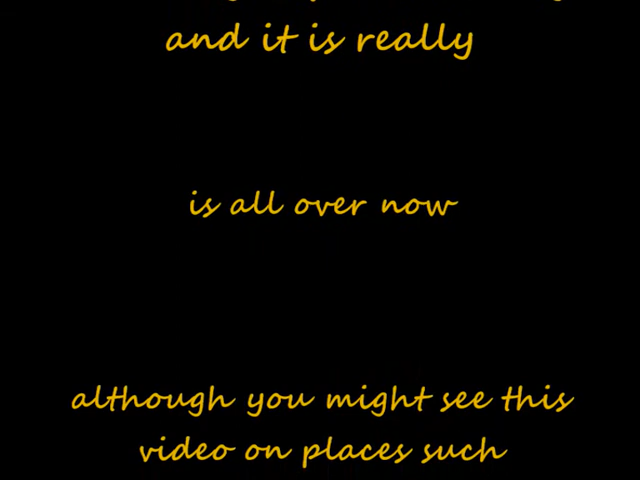 and it is really
is all over now
although you might see this
video on places such